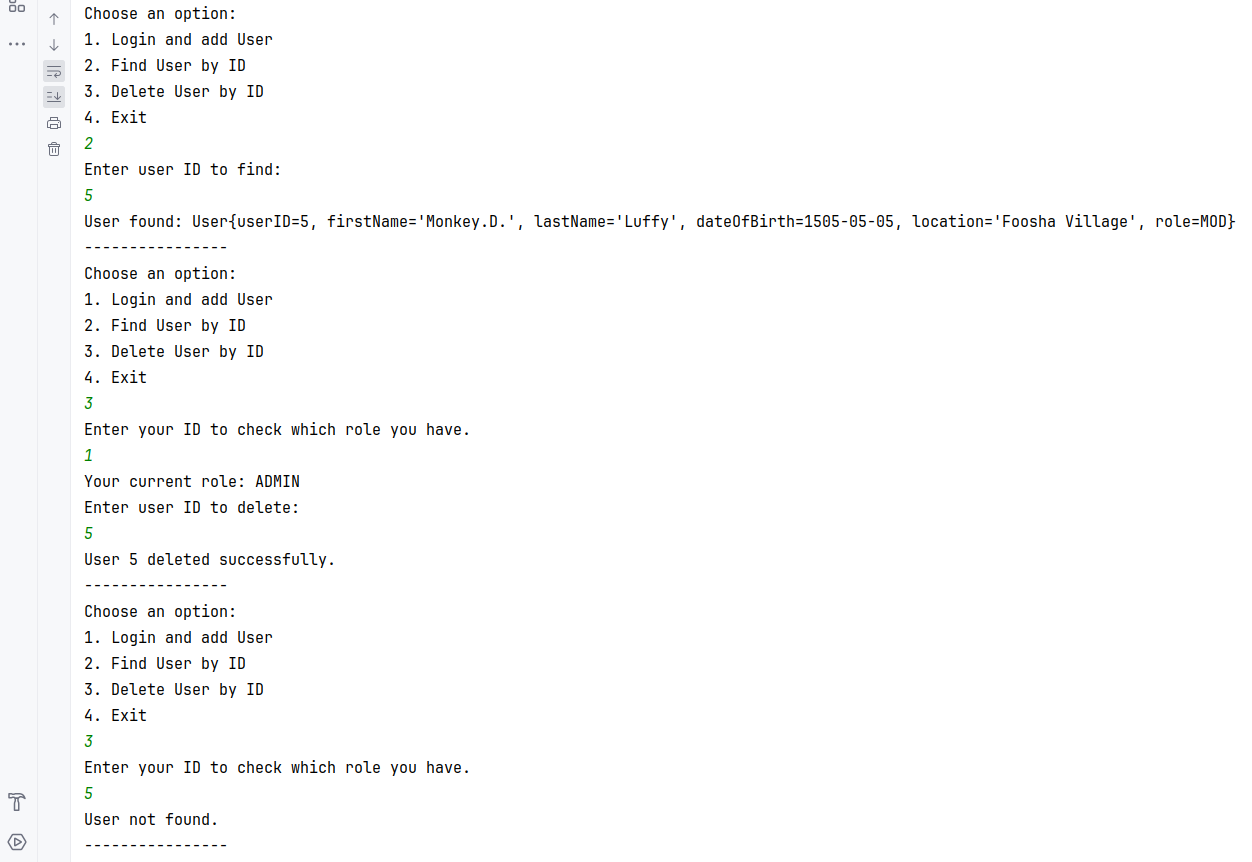 Choose an option:
1. Login and add User
2. Find User by ID
3. Delete User by ID
4. Exit
2
Enter user ID to find:
5
User found: User{userID=5, firstName='Monkey.D.', lastName='Luffy', dateOfBirth=1505-05-05, location='Foosha Village', role=MOD}
----------------
Choose an option:
1. Login and add User
2. Find User by ID
3. Delete User by ID
4. Exit
3
Enter your ID to check which role you have.
1
Your current role: ADMIN
Enter user ID to delete:
5
User 5 deleted successfully.
----------------
Choose an option:
1. Login and add User
2. Find User by ID
3. Delete User by ID
4. Exit
3
Enter your ID to check which role you have.
5
User not found.
----------------